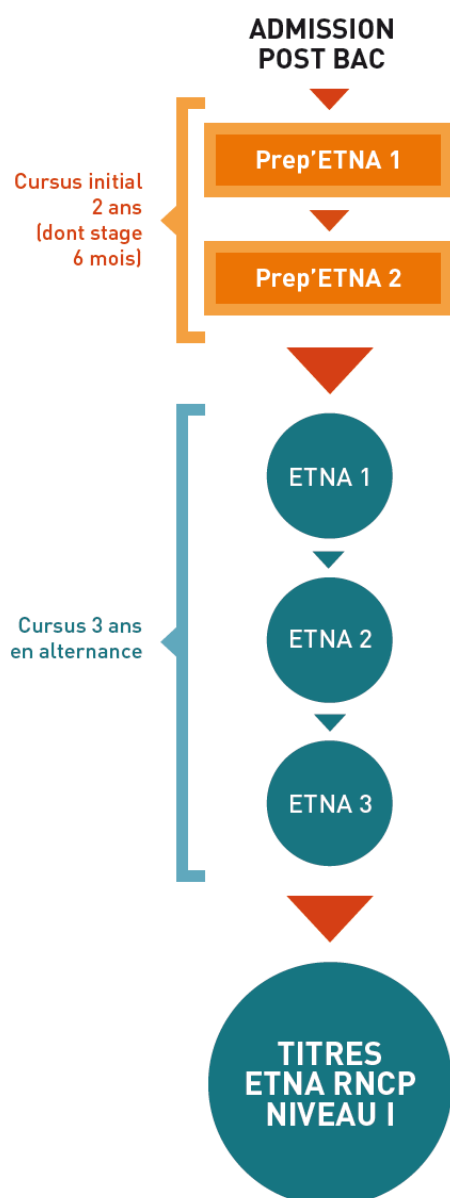 ADMISSION
POST BAC
Prep'ETNA 1
Cursus initial
2 ans
(dont stage
6 mois)
Prep'ETNA 2
ETNA 1
Cursus 3 ans
en alternance
ETNA 2
ETNA 3
TITRES
ETNA RNCP
NIVEAU I